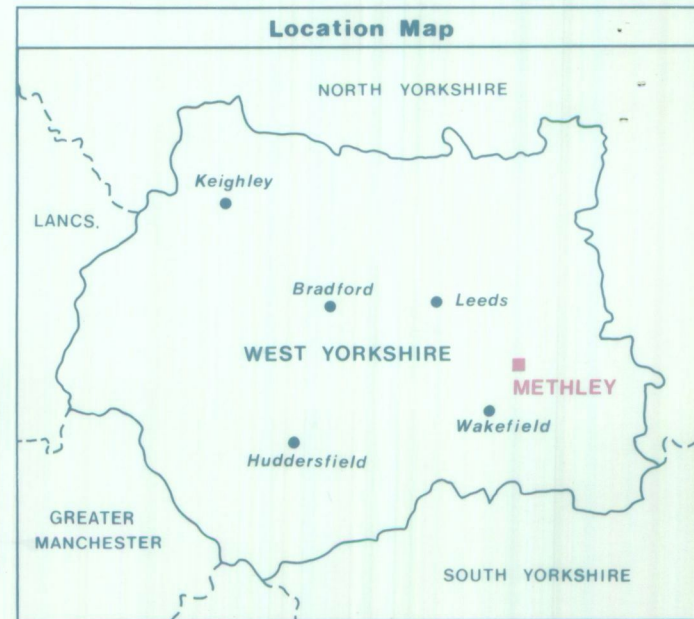 Location Map
NORTH YORKSHIRE
Keighley
LANCS.
Bradford
Leeds
WEST YORKSHIRE
METHLEY
Wakefield
Huddersfield
GREATER
MANCHESTER
SOUTH YORKSHIRE